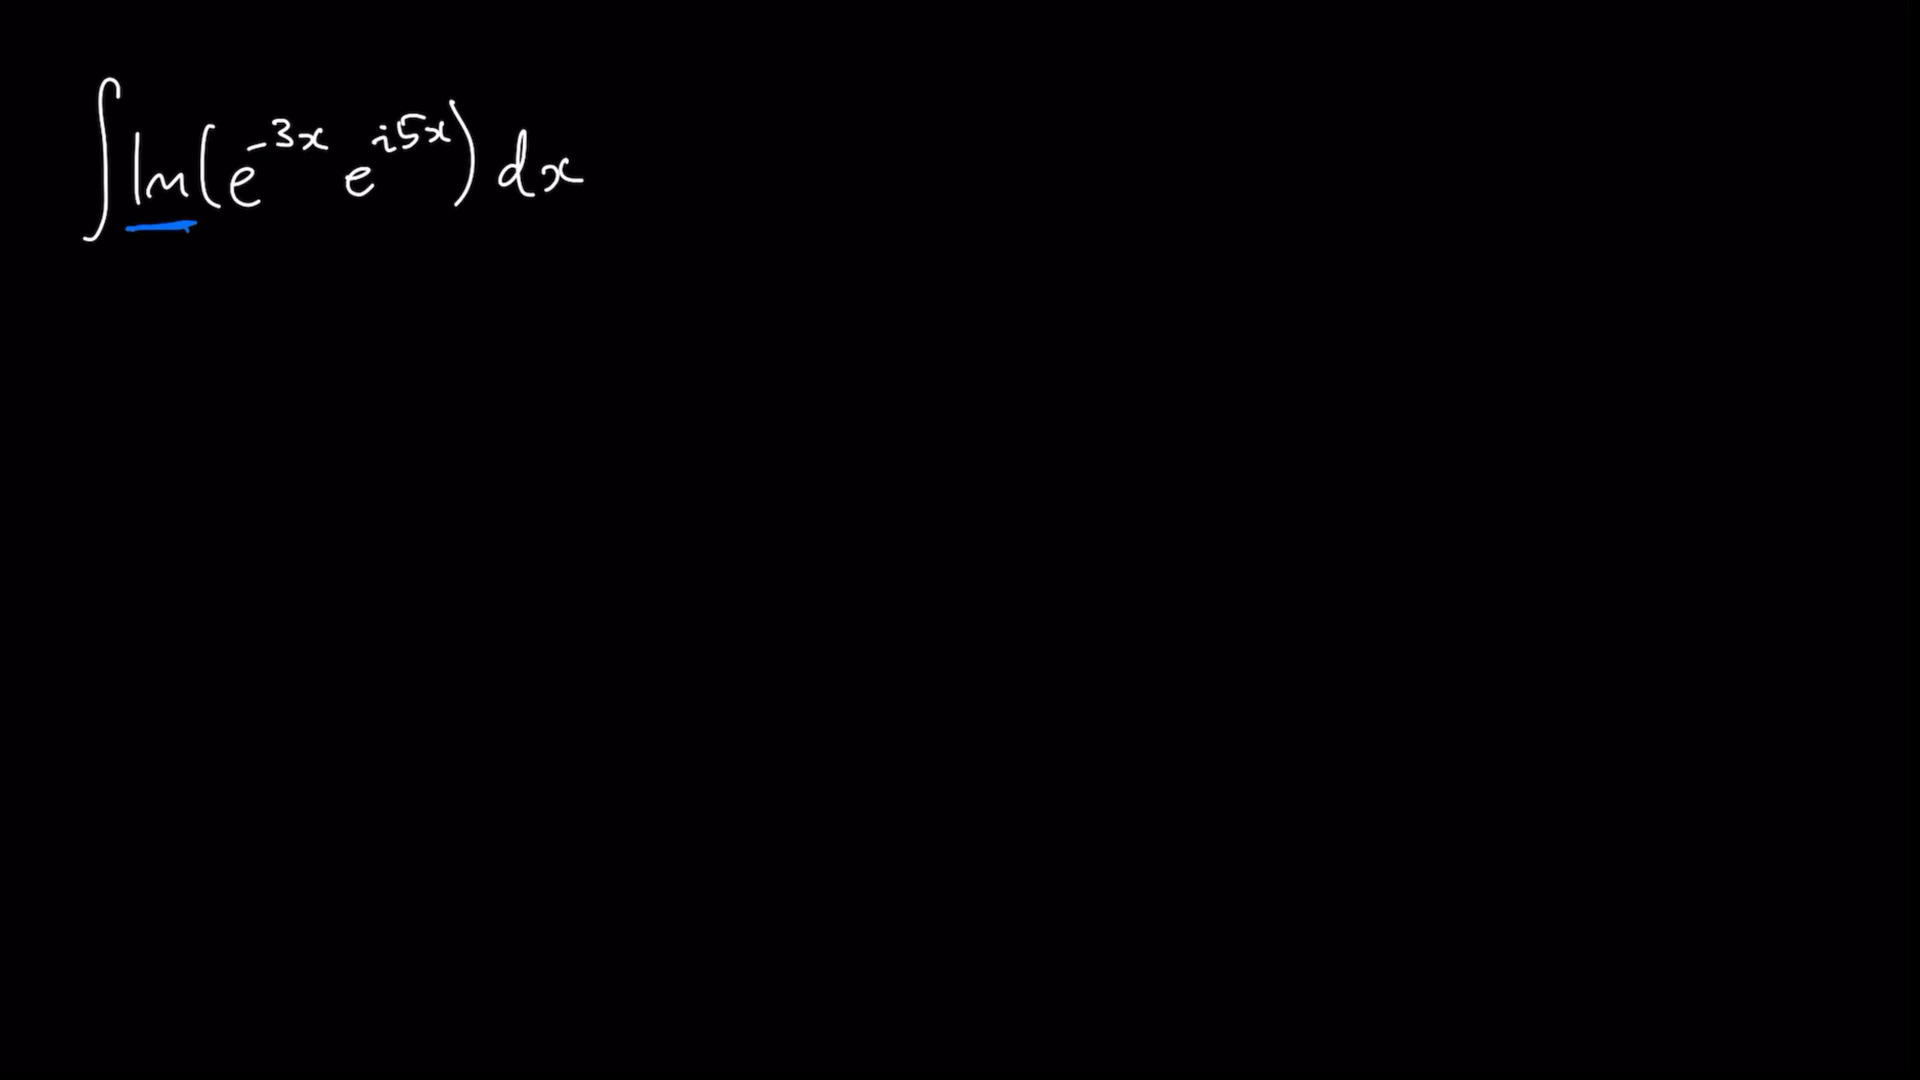 ∫ Im(e^{-3x} e^{i5x}) dx